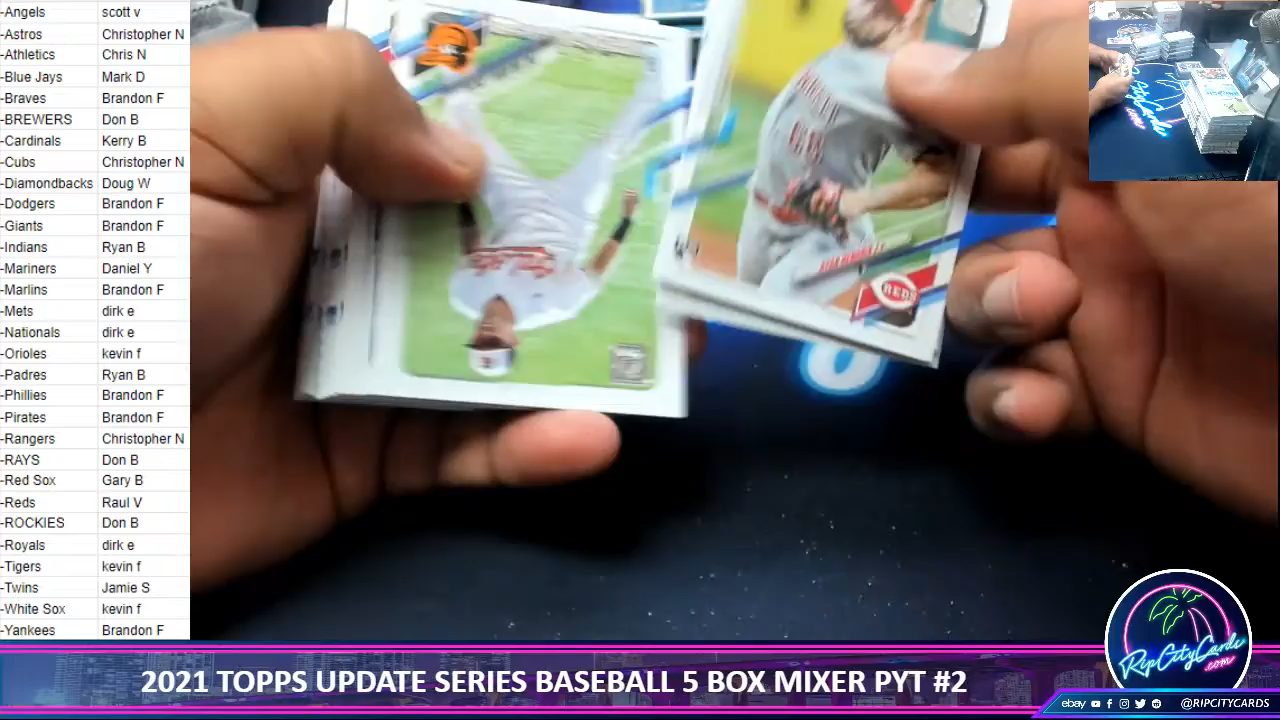 -Angels scott v
-Astros Christopher N
-Athletics Chris N
-Blue Jays Mark D
-Braves Brandon F
-BREWERS Don B
-Cardinals Kerry B
-Cubs Christopher N
-Diamondbacks Doug W
-Dodgers Brandon F
-Giants Brandon F
-Indians Ryan B
-Mariners Daniel Y
-Marlins Brandon F
-Mets dirk e
-Nationals dirk e
-Orioles kevin f
-Padres Ryan B
-Phillies Brandon F
-Pirates Brandon F
-Rangers Christopher N
-RAYS Don B
-Red Sox Gary B
-Reds Raul V
-ROCKIES Don B
-Royals dirk e
-Tigers kevin f
-Twins Jamie S
-White Sox kevin f
-Yankees Brandon F
REDS
2021 TOPPS UPDATE SERIES BASEBALL 5 BOX MIXER PYT #2
RipCityCards
.com
ebay @RIPCITYCARDS